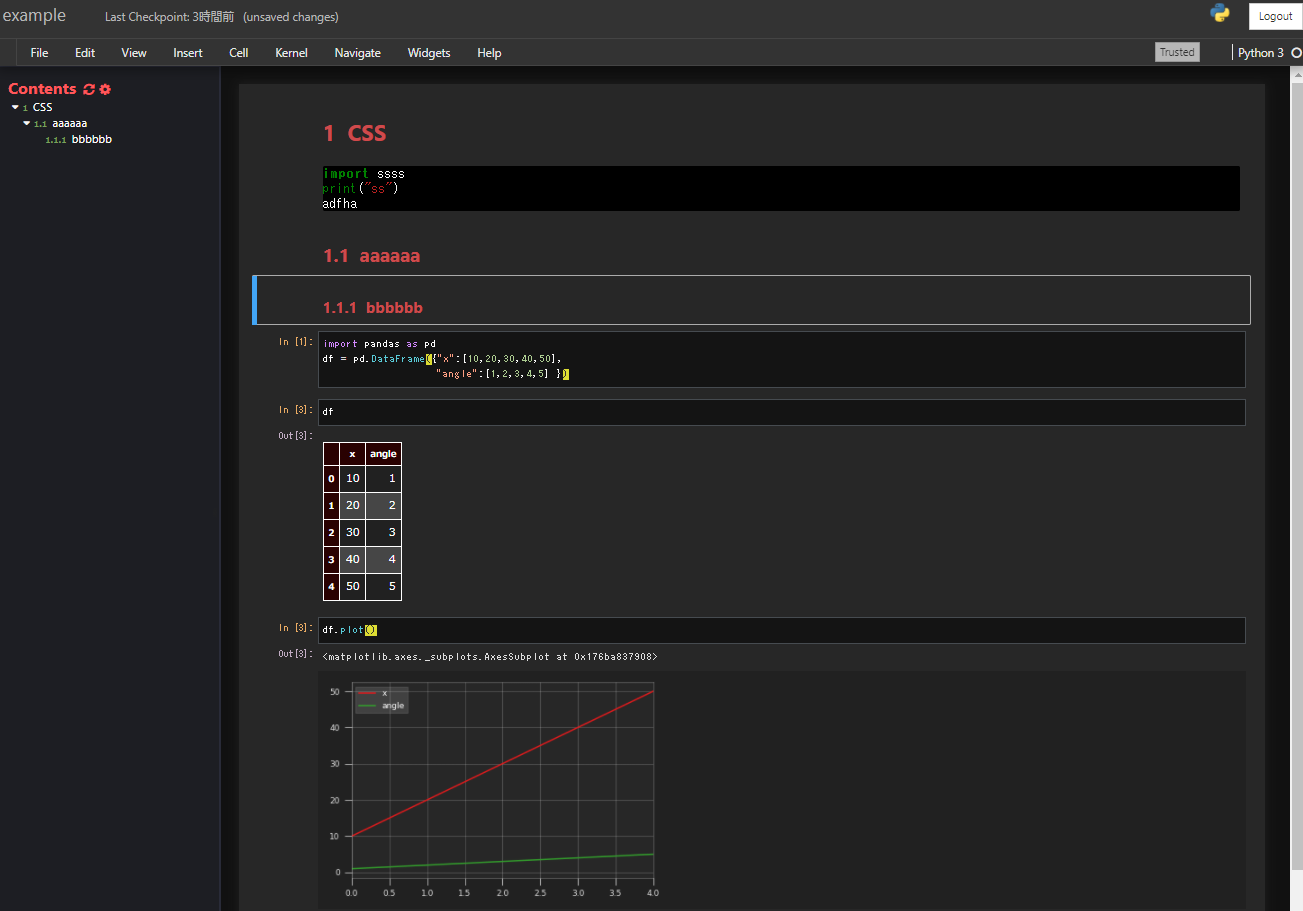 example Last Checkpoint: 3時間前 (unsaved changes) Logout
File Edit View Insert Cell Kernel Navigate Widgets Help Trusted Python 3
Contents
1 CSS
1.1 aaaaaa
1.1.1 bbbbbb
1 CSS
import ssss
print("ss")
adfha
1.1 aaaaaa
1.1.1 bbbbbb
In [1]: import pandas as pd
df = pd.DataFrame({"x":[10,20,30,40,50],
"angle":[1,2,3,4,5] })
In [3]: df
Out[3]:
x angle
0 10 1
1 20 2
2 30 3
3 40 4
4 50 5
In [3]: df.plot()
Out[3]: <matplotlib.axes._subplots.AxesSubplot at 0x176ba837908>
x
angle
50
40
30
20
10
0
0.0 0.5 1.0 1.5 2.0 2.5 3.0 3.5 4.0